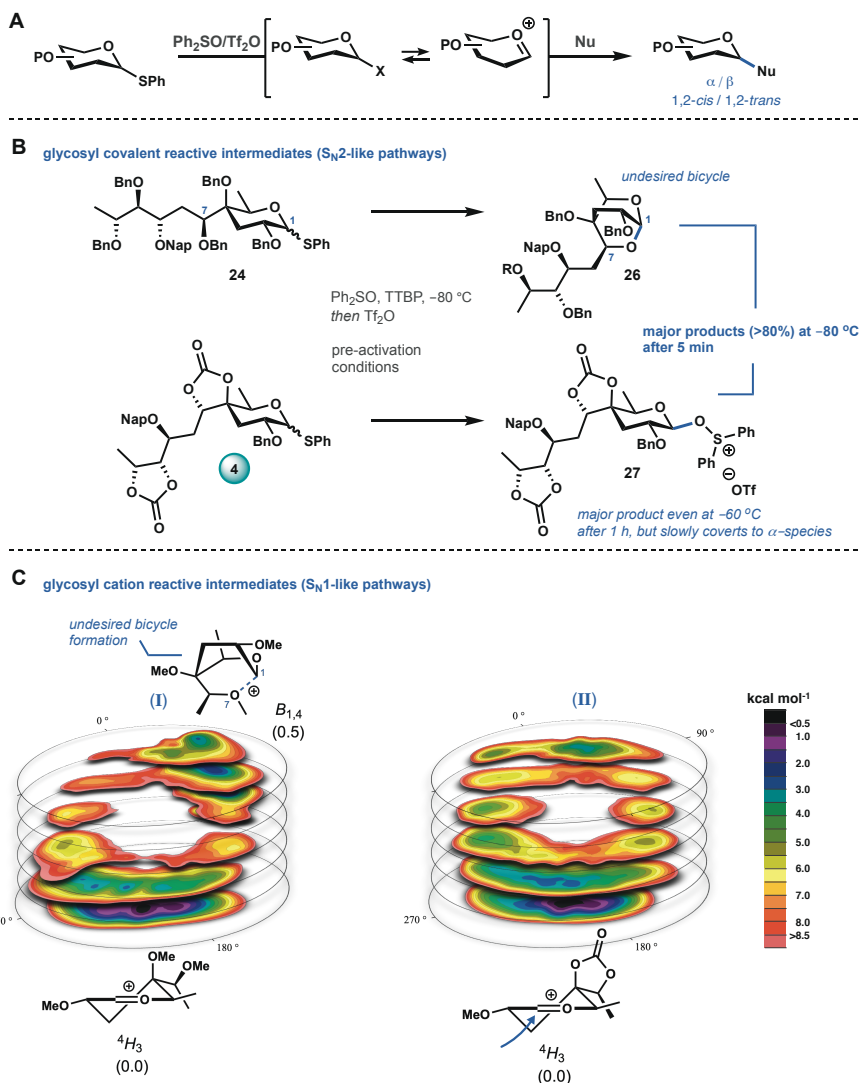 A
Ph2SO/Tf2O
Nu
PO
O
SPh
PO
O
X
PO
O
⊕
PO
O
Nu
α / β
1,2-cis / 1,2-trans
B
glycosyl covalent reactive intermediates (SN2-like pathways)
OBn
BnO
7
O
1
BnO
ONap
OBn
OBn
SPh
24
undesired bicycle
O
1
BnO
BnO
O
7
NapO
RO
OBn
26
Ph2SO, TTBP, −80 °C
then Tf2O
pre-activation
conditions
major products (>80%) at −80 °C
after 5 min
O
O
O
O
NapO
BnO
SPh
O
O
O
4
O
O
O
O
O
NapO
BnO
S
Ph
Ph
⊕
⊖
OTf
O
O
O
27
major product even at −60 °C
after 1 h, but slowly coverts to α−species
C
glycosyl cation reactive intermediates (SN1-like pathways)
undesired bicycle
formation
OMe
O
MeO
1
O
7
⊕
(I)
B1,4
(0.5)
(II)
kcal mol-1
0 °
0 °
90 °
<0.5
1.0
2.0
3.0
4.0
5.0
6.0
7.0
8.0
>8.5
0 °
180 °
270 °
180 °
OMe
OMe
⊕
MeO
O
4H3
(0.0)
O
O
O
⊕
MeO
O
4H3
(0.0)